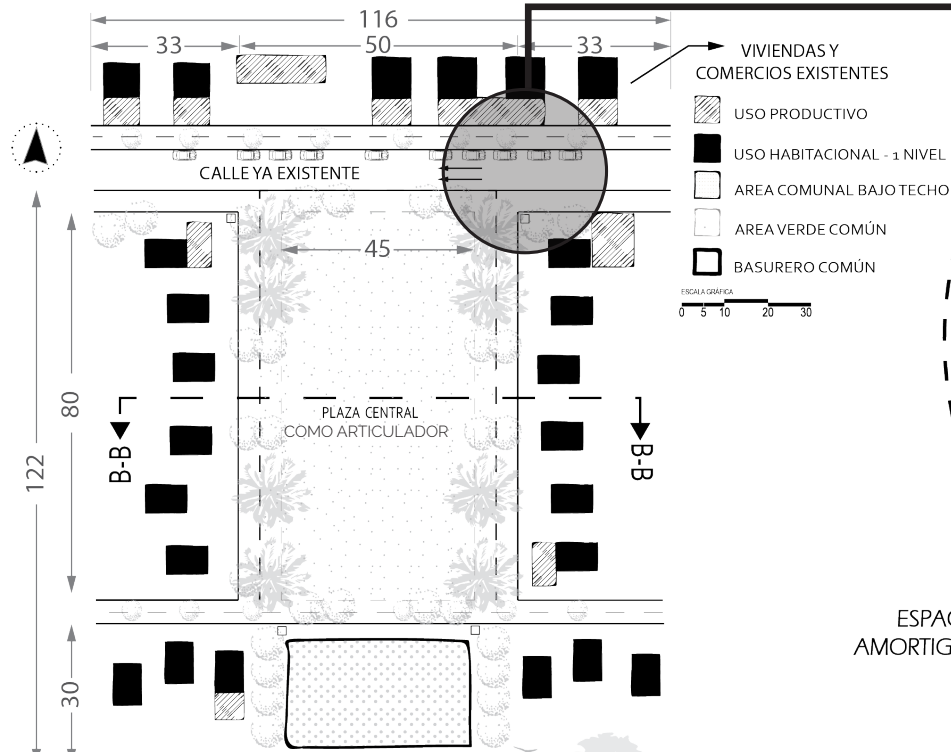 116
33
50
33
VIVIENDAS Y
COMERCIOS EXISTENTES
USO PRODUCTIVO
USO HABITACIONAL - 1 NIVEL
AREA COMUNAL BAJO TECHO
AREA VERDE COMÚN
BASURERO COMÚN
ESCALA GRÁFICA
0 5 10 20 30
CALLE YA EXISTENTE
45
80
122
PLAZA CENTRAL
COMO ARTICULADOR
B-B
B-B
30
ESPAC
AMORTIG